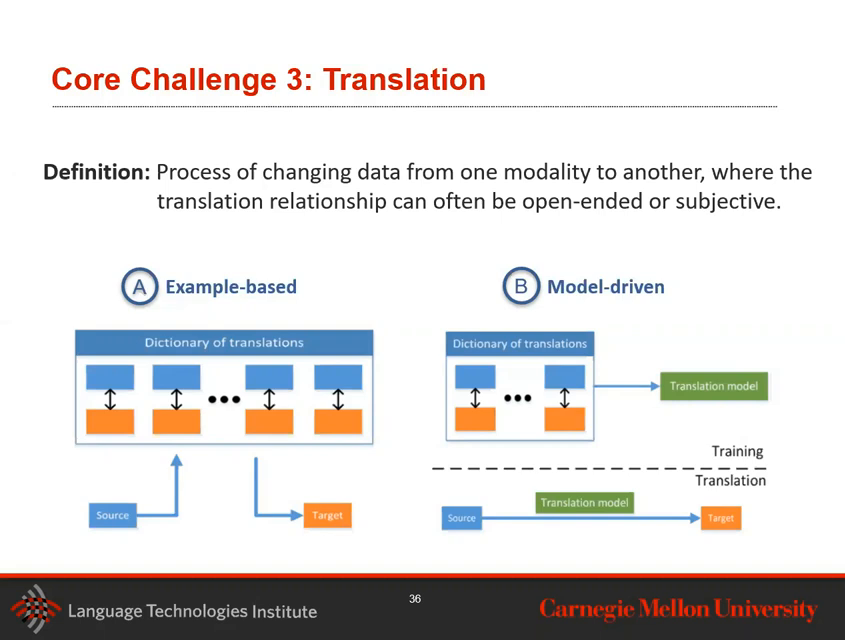 Core Challenge 3: Translation
Definition: Process of changing data from one modality to another, where the
translation relationship can often be open-ended or subjective.
A Example-based
Dictionary of translations
Source
Target
B Model-driven
Dictionary of translations
Translation model
Training
Translation
Translation model
Source
Target
Language Technologies Institute
36
Carnegie Mellon University